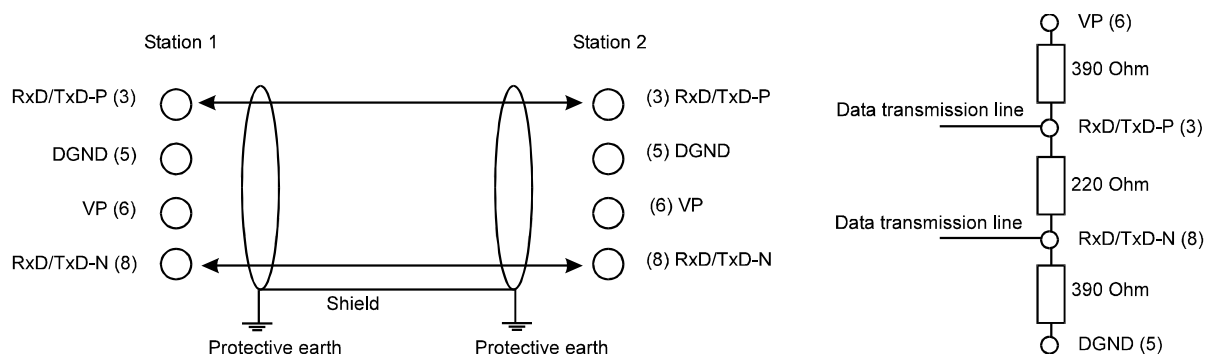 Station 1
Station 2
RxD/TxD-P (3)
(3) RxD/TxD-P
DGND (5)
(5) DGND
VP (6)
(6) VP
RxD/TxD-N (8)
(8) RxD/TxD-N
Shield
Protective earth
Protective earth
VP (6)
390 Ohm
Data transmission line
RxD/TxD-P (3)
220 Ohm
Data transmission line
RxD/TxD-N (8)
390 Ohm
DGND (5)